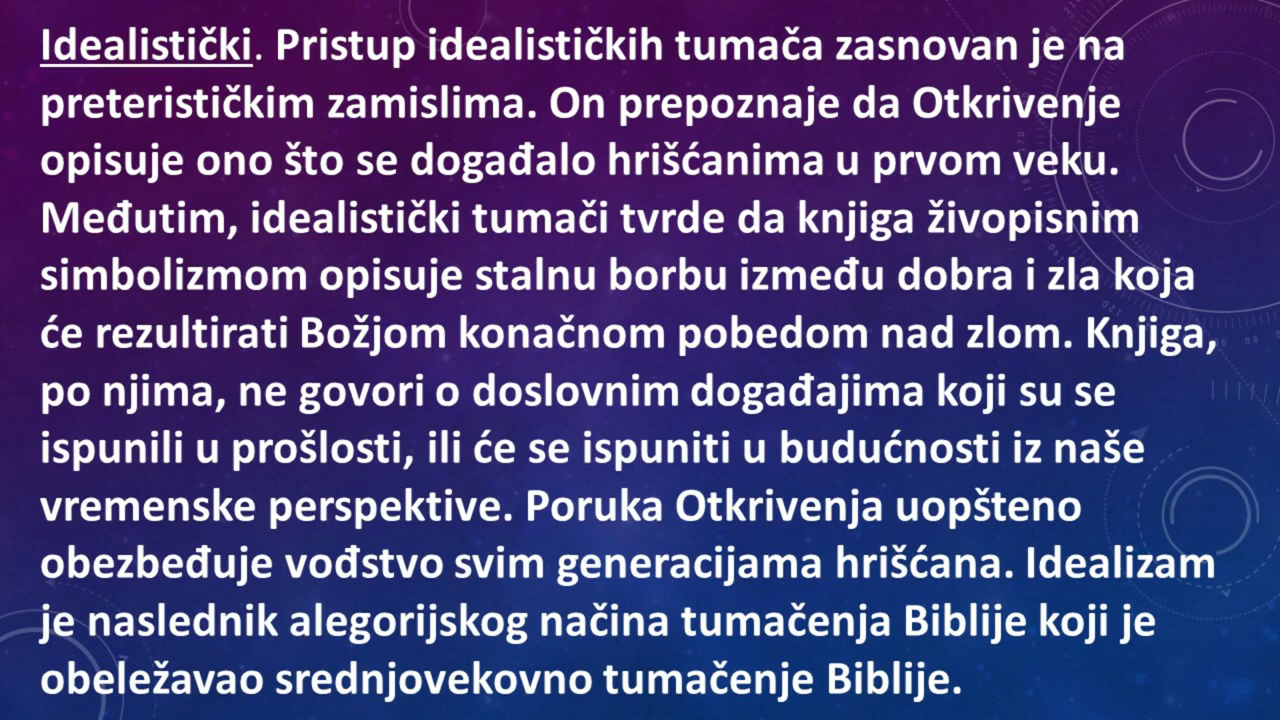 Idealistički. Pristup idealističkih tumača zasnovan je na
preterističkim zamislima. On prepoznaje da Otkrivenje
opisuje ono što se događalo hrišćanima u prvom veku.
Međutim, idealistički tumači tvrde da knjiga živopisnim
simbolizmom opisuje stalnu borbu između dobra i zla koja
će rezultirati Božjom konačnom pobedom nad zlom. Knjiga,
po njima, ne govori o doslovnim događajima koji su se
ispunili u prošlosti, ili će se ispuniti u budućnosti iz naše
vremenske perspektive. Poruka Otkrivenja uopšteno
obezbeđuje vođstvo svim generacijama hrišćana. Idealizam
je naslednik alegorijskog načina tumačenja Biblije koji je
obeležavao srednjovekovno tumačenje Biblije.